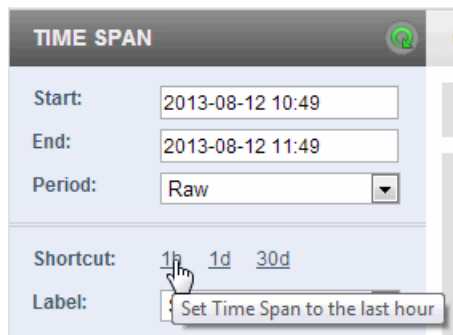 TIME SPAN
Start: 2013-08-12 10:49
End: 2013-08-12 11:49
Period: Raw
Shortcut: 1h 1d 30d
Label:
Set Time Span to the last hour